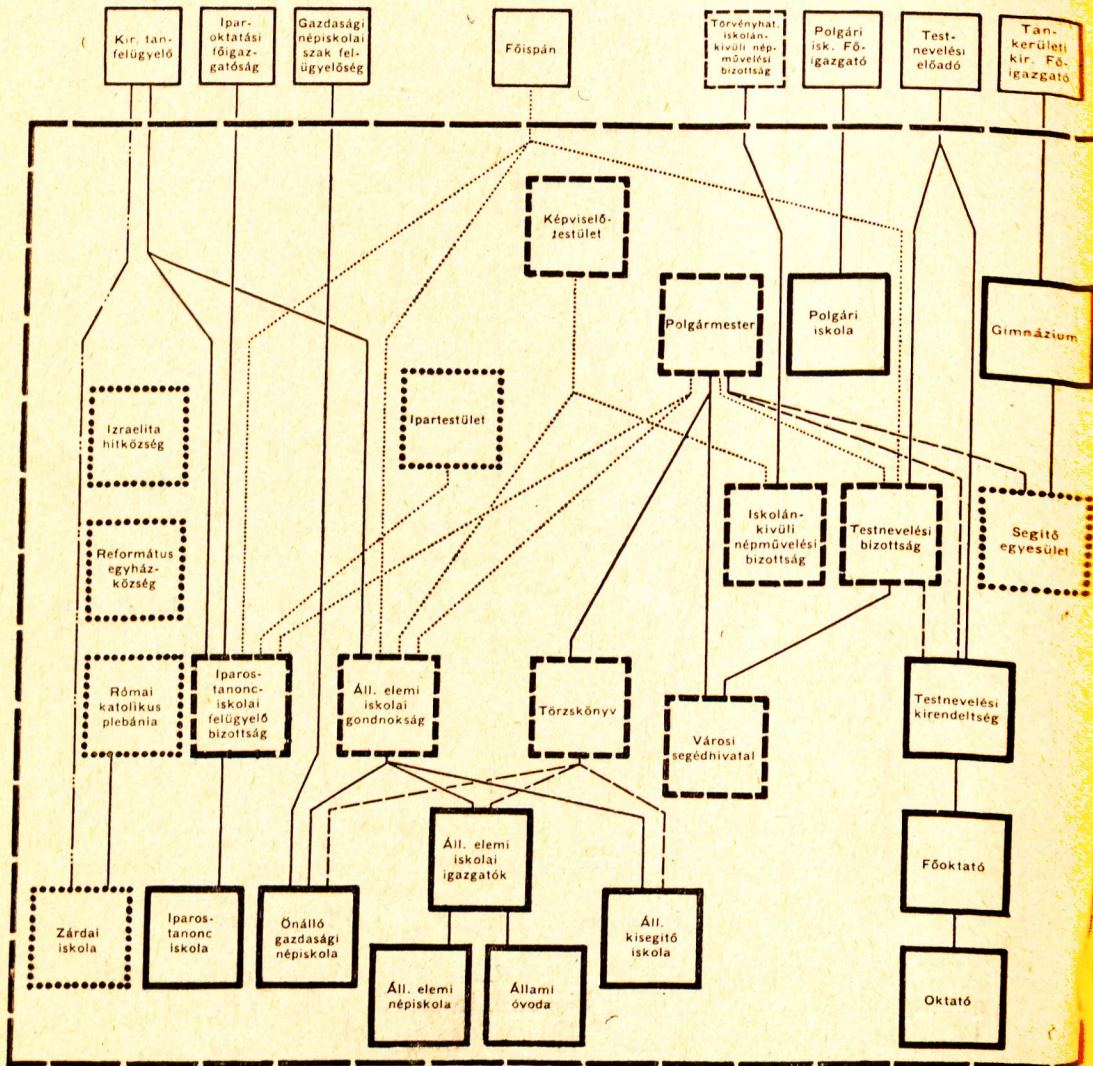 Kir. tan-
felügyelő
Ipar-
oktatási
főigaz-
gatóság
Gazdasági
népiskolai
szak fel-
ügyelőség
Főispán
Törvényhat.
iskolán-
kivüli nép-
művelési
bizottság
Polgári
isk. Fő-
igazgató
Test-
nevelési
előadó
Tan-
kerületi
kir. Fő-
igazgató
Képviselő-
testület
Polgármester
Polgári
iskola
Gimnázium
Izraelita
hitközség
Ipartestület
Iskolán-
kivüli
népművelési
bizottság
Testnevelési
bizottság
Segítő
egyesület
Református
egyház-
község
Római
katolikus
plebánia
Iparos-
tanonc-
iskolai
felügyelő
bizottság
Áll. elemi
iskolai
gondnokság
Törzskönyv
Városi
segédhivatal
Testnevelési
kirendeltség
Áll. elemi
iskolai
igazgatók
Főoktató
Zárdai
iskola
Iparos-
tanonc
iskola
Önálló
gazdasági
népiskola
Áll.
kisegitő
iskola
Áll. elemi
népiskola
Állami
óvoda
Oktató